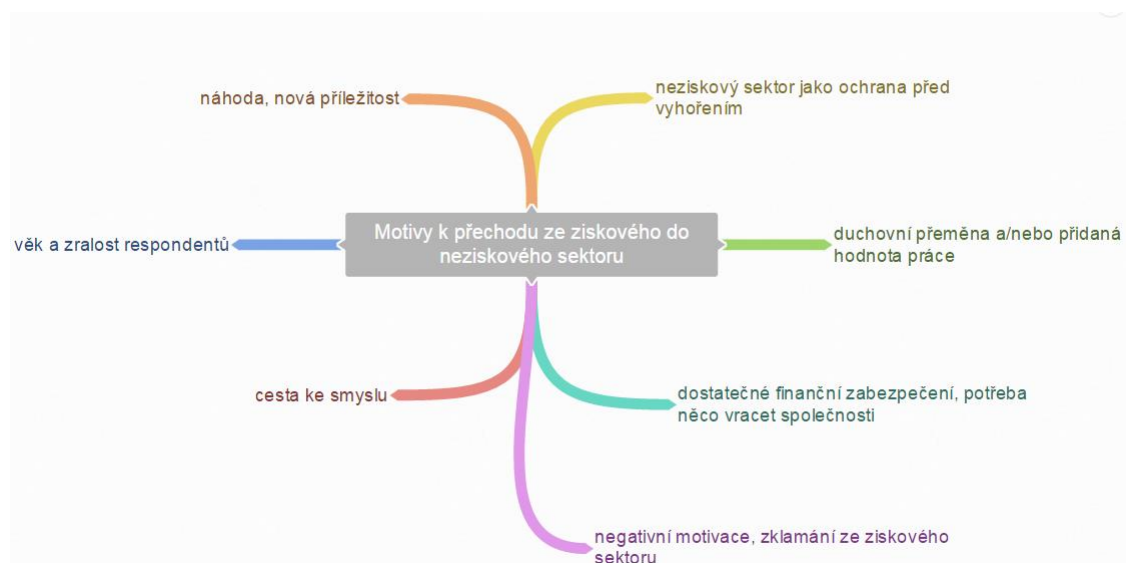 náhoda, nová příležitost
neziskový sektor jako ochrana před
vyhořením
věk a zralost respondentů
Motivy k přechodu ze ziskového do
neziskového sektoru
duchovní přeměna a/nebo přidaná
hodnota práce
cesta ke smyslu
dostatečné finanční zabezpečení, potřeba
něco vracet společnosti
negativní motivace, zklamání ze ziskového
sektoru